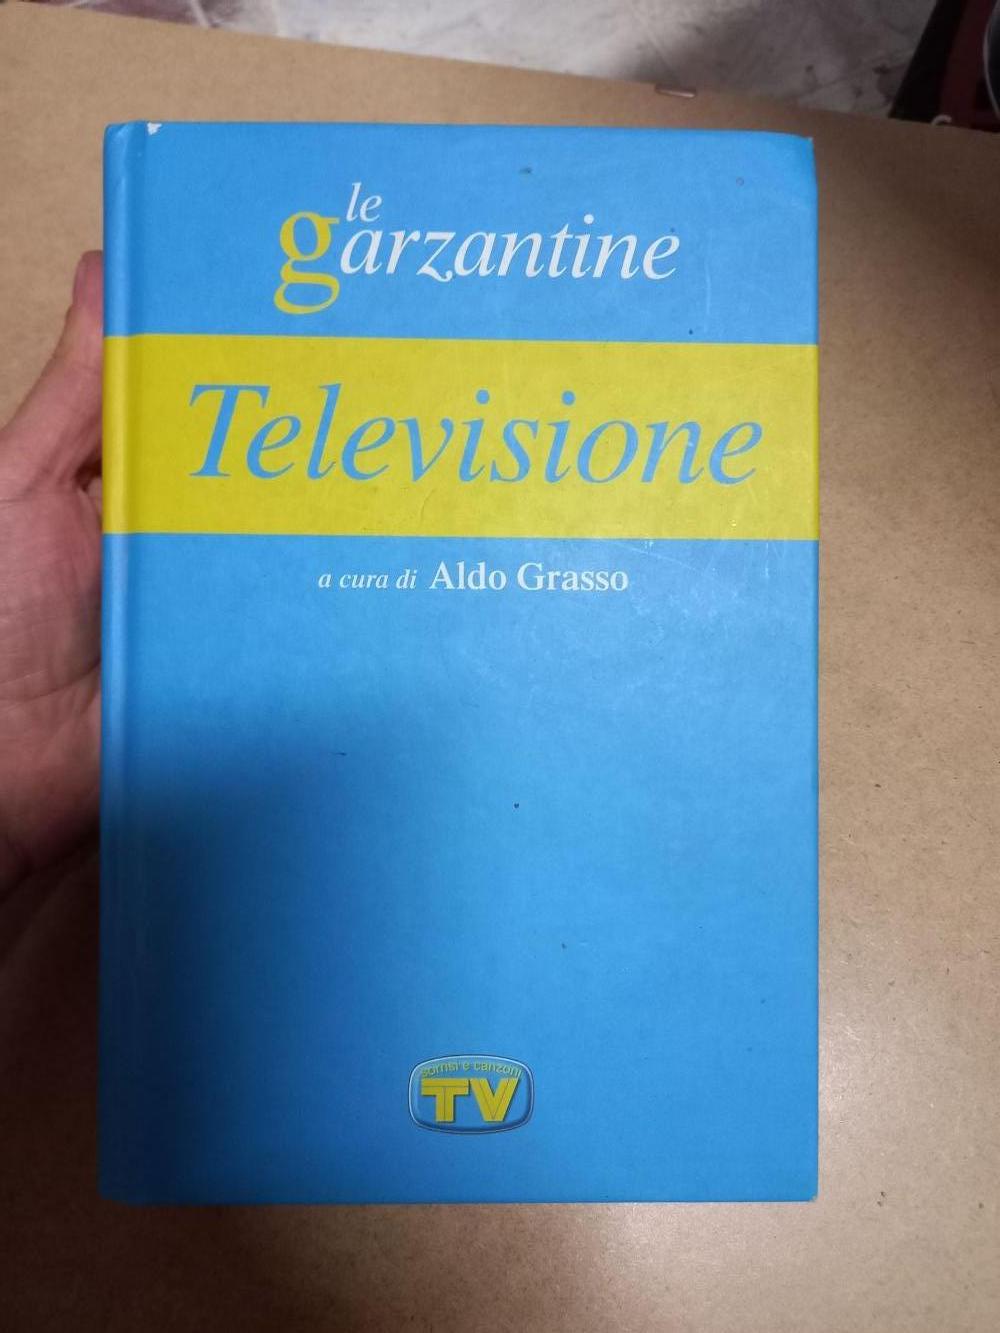 le
garzantine
Televisione
a cura di Aldo Grasso
sorrisi e canzoni
TV